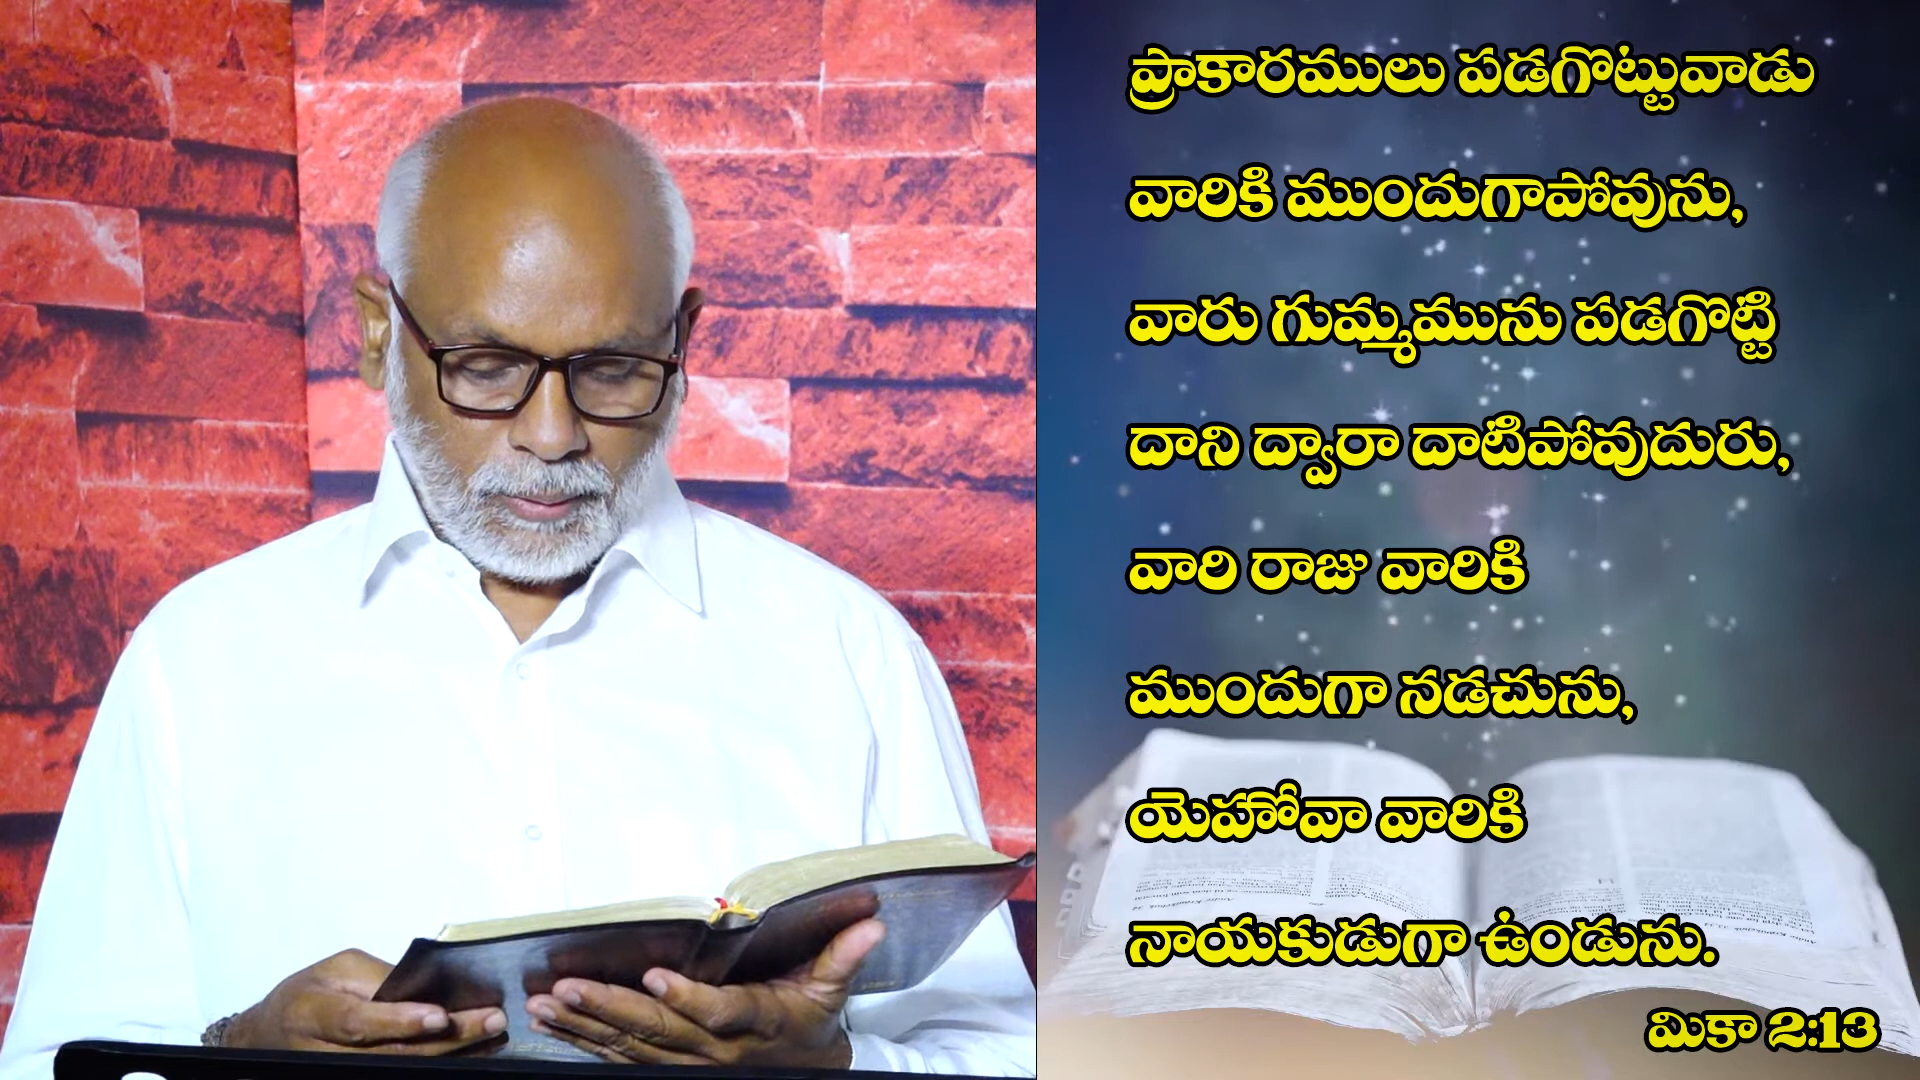 ప్రాకారములు పడగొట్టువాడు
వారికి ముందుగాపోవును,
వారు గుమ్మమును పడగొట్టి
దాని ద్వారా దాటిపోవుదురు,
వారి రాజు వారికి
ముందుగా నడచును,
యెహోవా వారికి
నాయకుడుగా ఉండును.
మికా 2:13